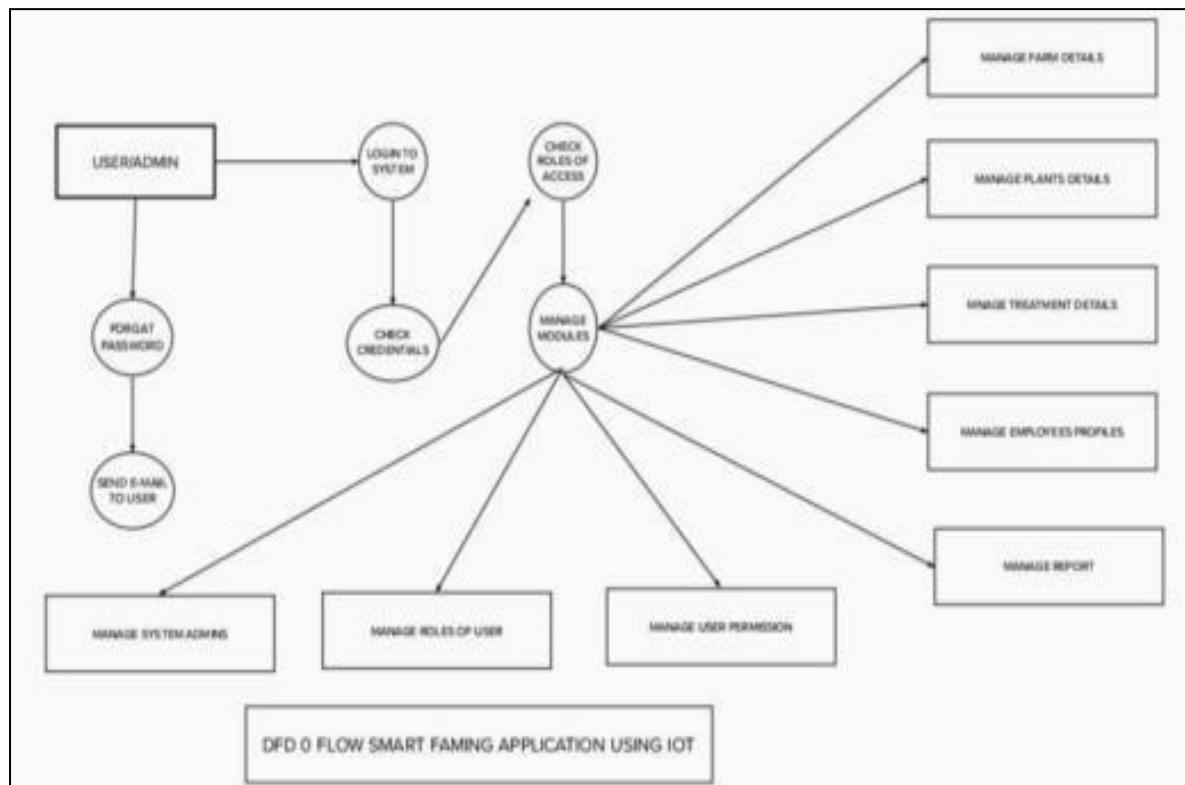 MANAGE FARM DETAILS
USER/ADMIN
LOGIN TO
SYSTEM
CHECK
ROLES OF
ACCESS
MANAGE PLANTS DETAILS
FORGAT
PASSWORD
CHECK
CREDENTIALS
MANAGE
MODULES
MNAGE TREATMENT DETAILS
MANAGE EMPLOYEES PROFILES
SEND E-MAIL
TO USER
MANAGE REPORT
MANAGE SYSTEM ADMINS
MANAGE ROLES OF USER
MANAGE USER PERMISSION
DFD 0 FLOW SMART FAMING APPLICATION USING IOT